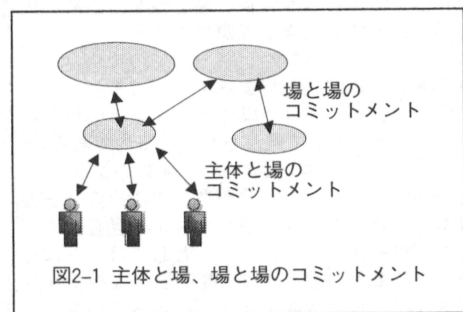 場と場の
コミットメント
主体と場の
コミットメント
図2-1 主体と場、場と場のコミットメント